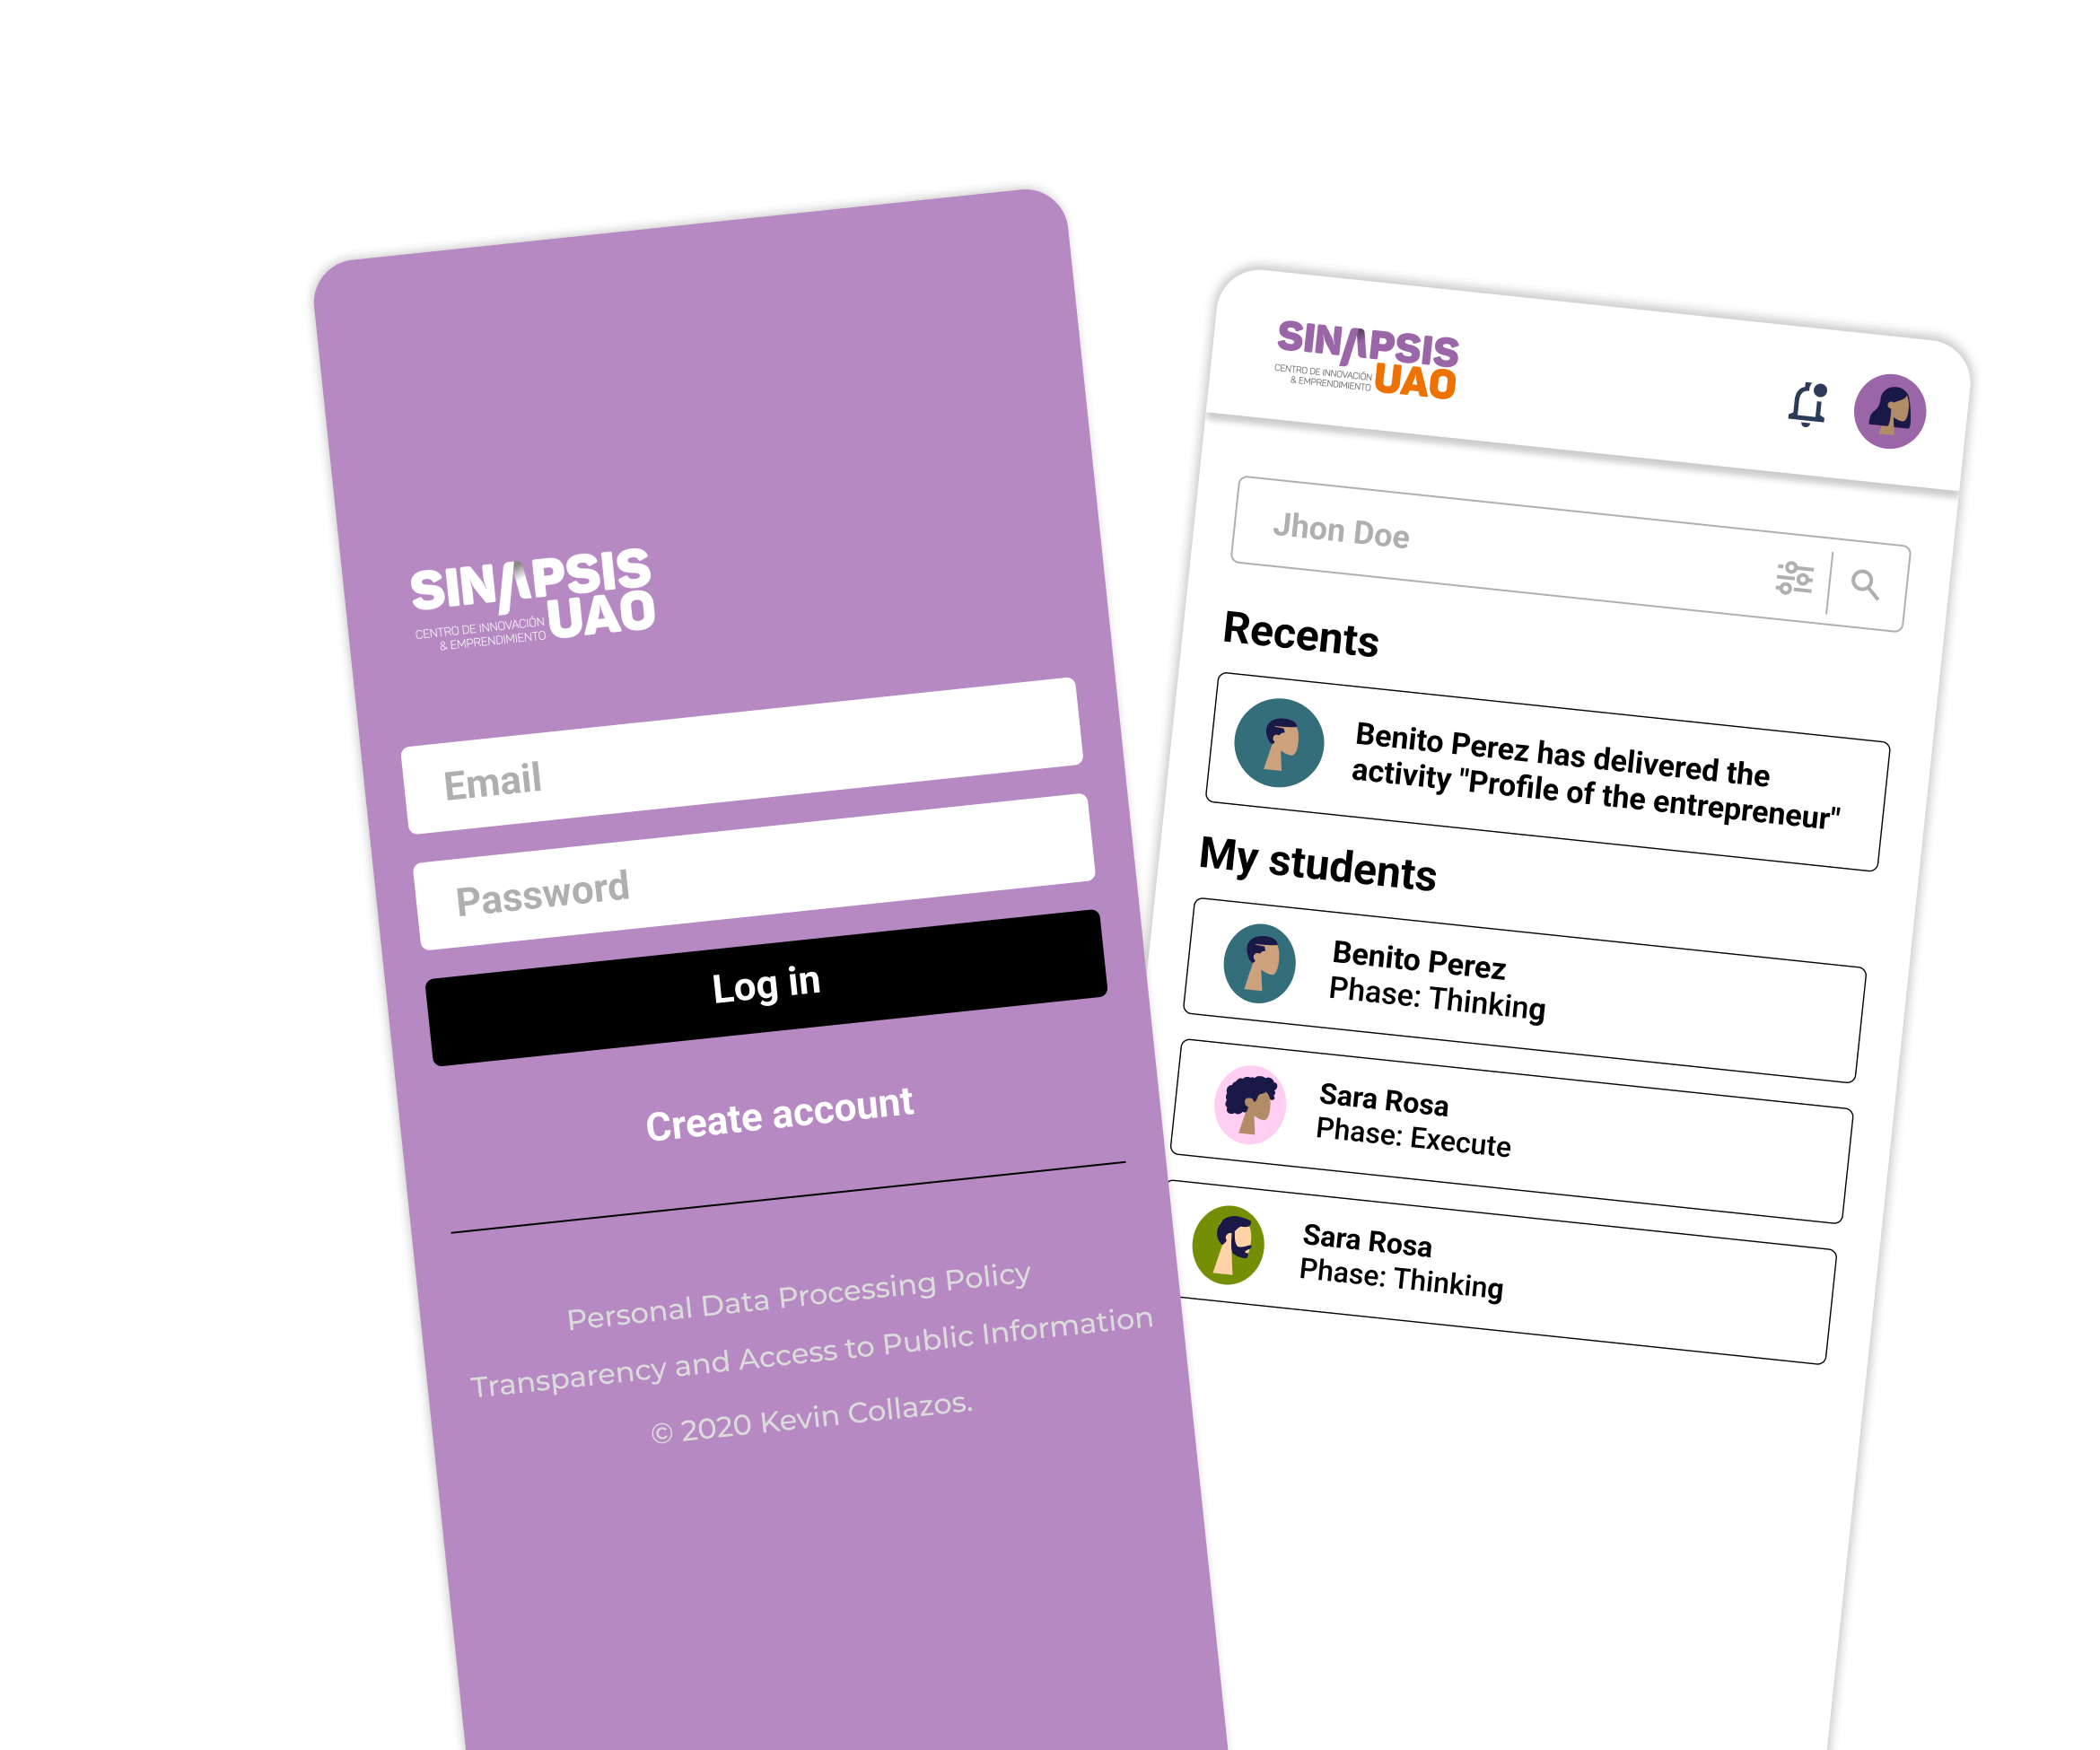 SINAPSIS
CENTRO DE INNOVACIÓN
& EMPRENDIMIENTO
UAO
Email
Password
Log in
Create account
Personal Data Processing Policy
Transparency and Access to Public Information
© 2020 Kevin Collazos.
SINAPSIS
CENTRO DE INNOVACIÓN
& EMPRENDIMIENTO
UAO
Jhon Doe
Recents
Benito Perez has delivered the
activity "Profile of the entrepreneur"
My students
Benito Perez
Phase: Thinking
Sara Rosa
Phase: Execute
Sara Rosa
Phase: Thinking